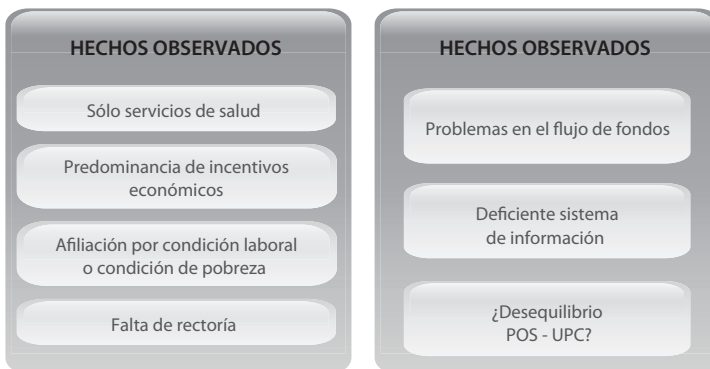 HECHOS OBSERVADOS
Sólo servicios de salud
Predominancia de incentivos
económicos
Afiliación por condición laboral
o condición de pobreza
Falta de rectoría
HECHOS OBSERVADOS
Problemas en el flujo de fondos
Deficiente sistema
de información
¿Desequilibrio
POS - UPC?